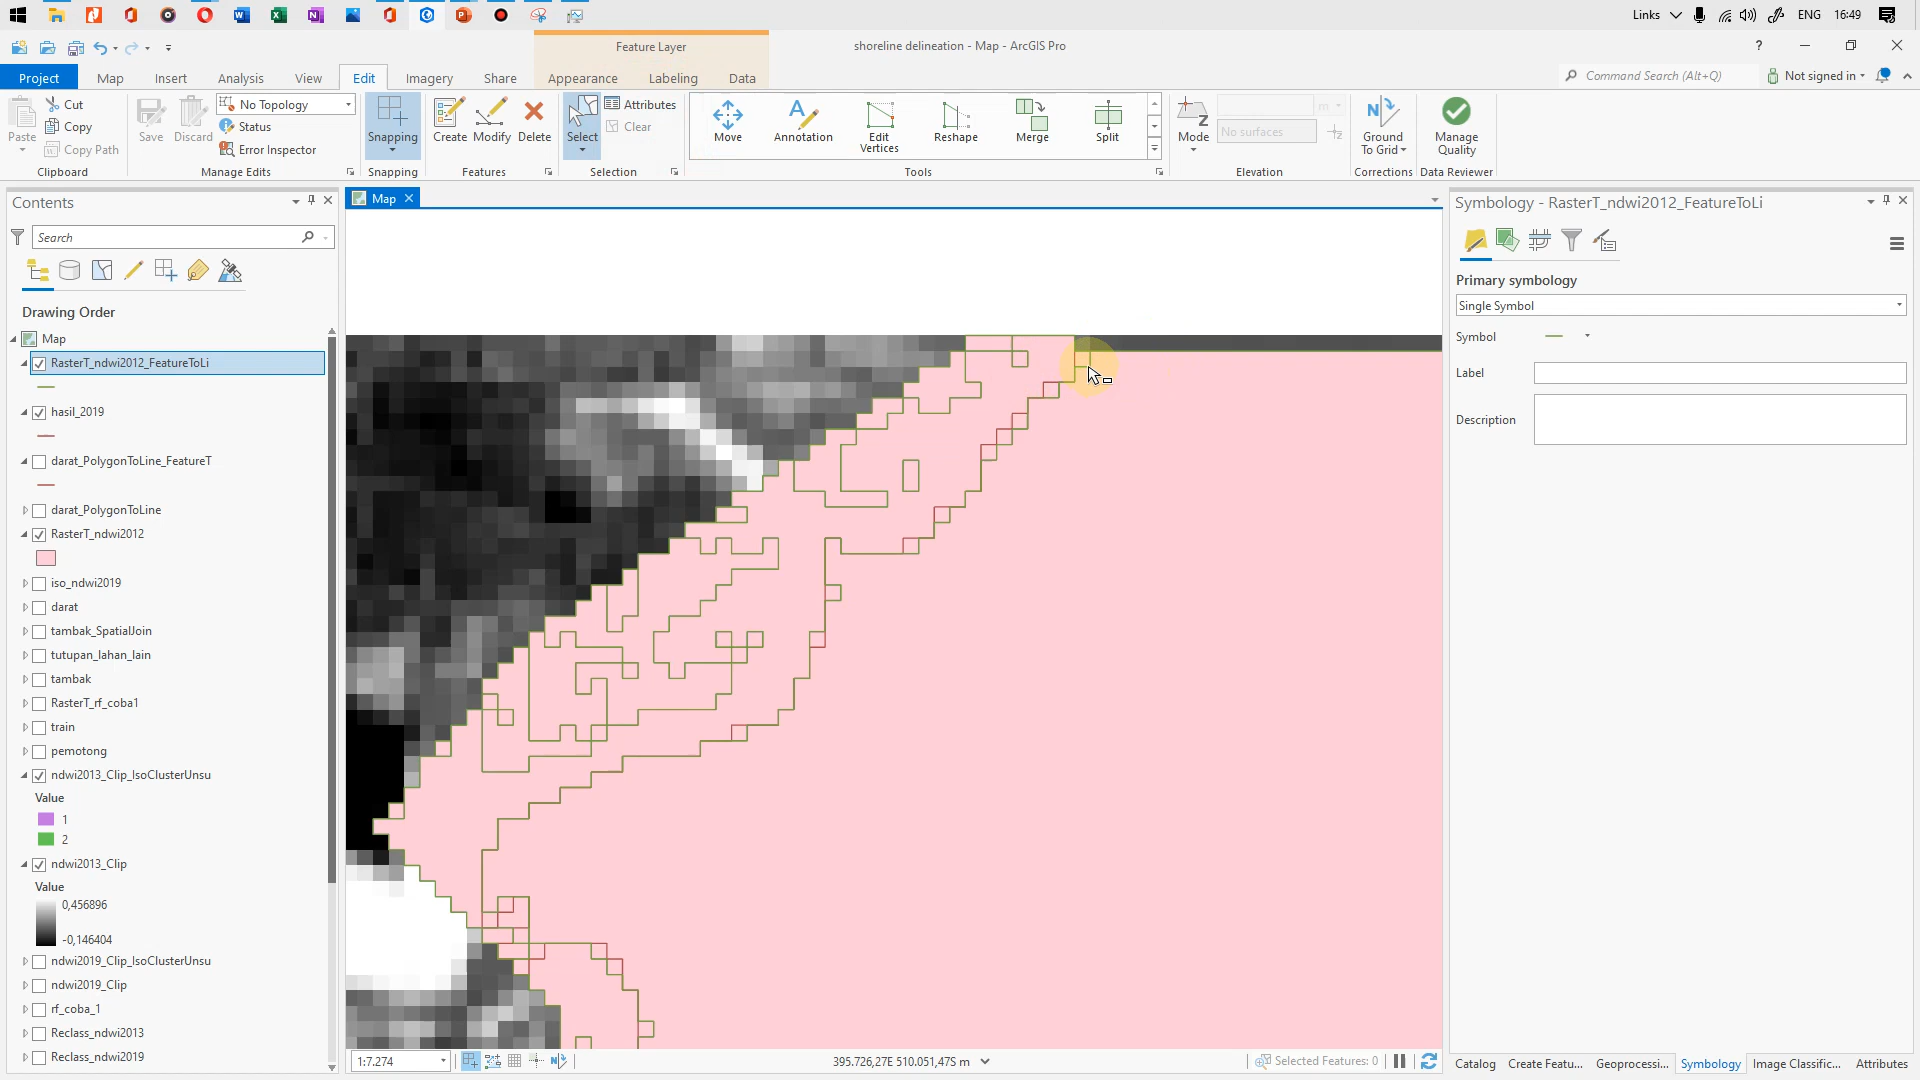 Links
ENG
16:49
Feature Layer
shoreline delineation - Map - ArcGIS Pro
?
Project
Map
Insert
Analysis
View
Edit
Imagery
Share
Appearance
Labeling
Data
Command Search (Alt+Q)
Not signed in
Paste
Cut
Copy
Copy Path
Clipboard
Save
Discard
No Topology
Status
Error Inspector
Manage Edits
Snapping
Snapping
Create
Modify
Delete
Features
Select
Attributes
Clear
Selection
Move
Annotation
Edit
Vertices
Reshape
Merge
Split
Tools
Mode
m
No surfaces
Elevation
Ground
To Grid
Corrections
Manage
Quality
Data Reviewer
Contents
Search
Drawing Order
Map
RasterT_ndwi2012_FeatureToLi
hasil_2019
darat_PolygonToLine_FeatureT
darat_PolygonToLine
RasterT_ndwi2012
iso_ndwi2019
darat
tambak_SpatialJoin
tutupan_lahan_lain
tambak
RasterT_rf_coba1
train
pemotong
ndwi2013_Clip_IsoClusterUnsu
Value
1
2
ndwi2013_Clip
Value
0,456896
-0,146404
ndwi2019_Clip_IsoClusterUnsu
ndwi2019_Clip
rf_coba_1
Reclass_ndwi2013
Reclass_ndwi2019
Map
1:7.274
395.726,27E 510.051,47S m
Selected Features: 0
Symbology - RasterT_ndwi2012_FeatureToLi
Primary symbology
Single Symbol
Symbol
Label
Description
Catalog
Create Featu...
Geoprocessi...
Symbology
Image Classific...
Attributes